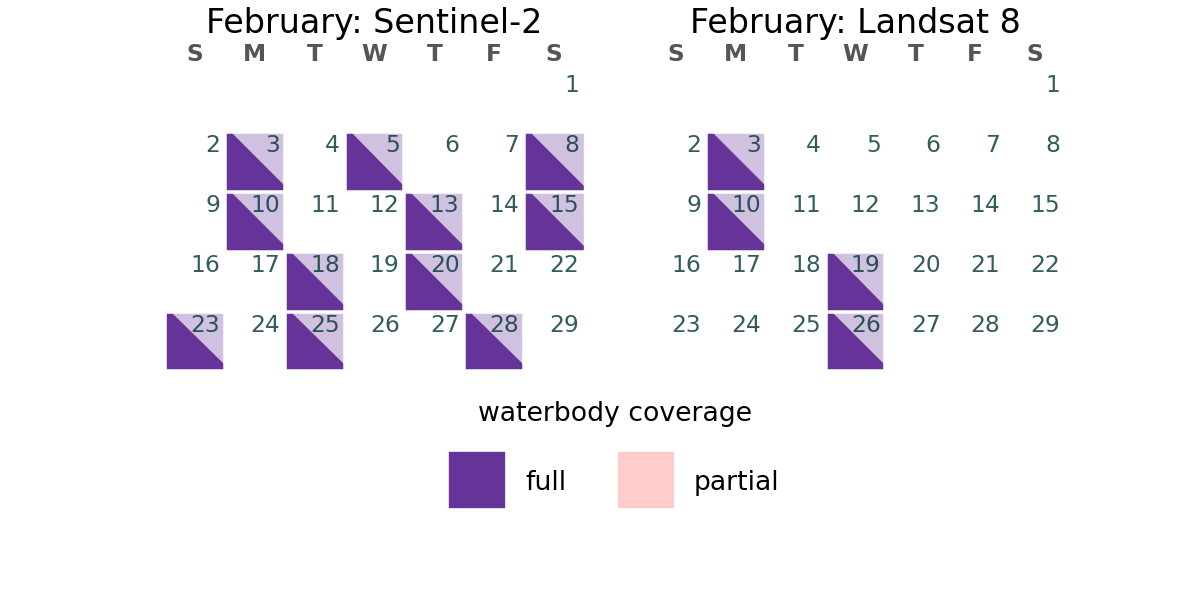 February: Sentinel-2
S M T W T F S
1
2 3 4 5 6 7 8
9 10 11 12 13 14 15
16 17 18 19 20 21 22
23 24 25 26 27 28 29
February: Landsat 8
S M T W T F S
1
2 3 4 5 6 7 8
9 10 11 12 13 14 15
16 17 18 19 20 21 22
23 24 25 26 27 28 29
waterbody coverage
full partial